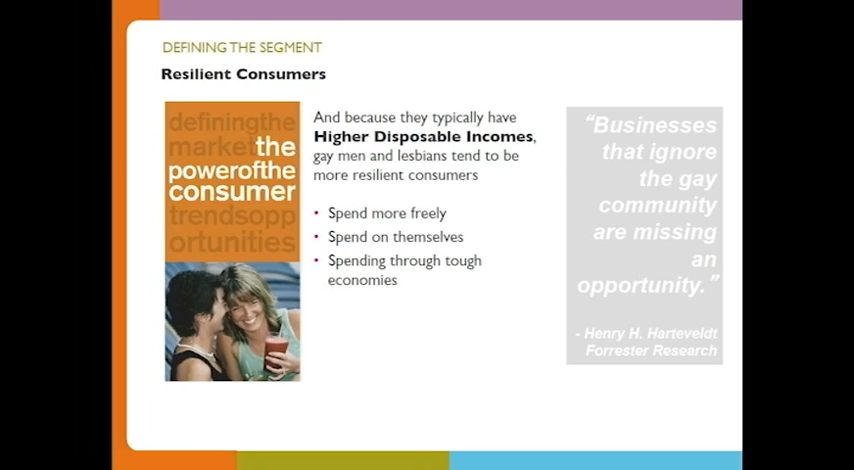 DEFINING THE SEGMENT
Resilient Consumers
definingthe
marketthe
powerofthe
consumer
trendsopp
ortunities
And because they typically have
Higher Disposable Incomes,
gay men and lesbians tend to be
more resilient consumers
• Spend more freely
• Spend on themselves
• Spending through tough
economies
“Businesses
that ignore
the gay
community
are missing
an
opportunity.”
- Henry H. Harteveldt
Forrester Research